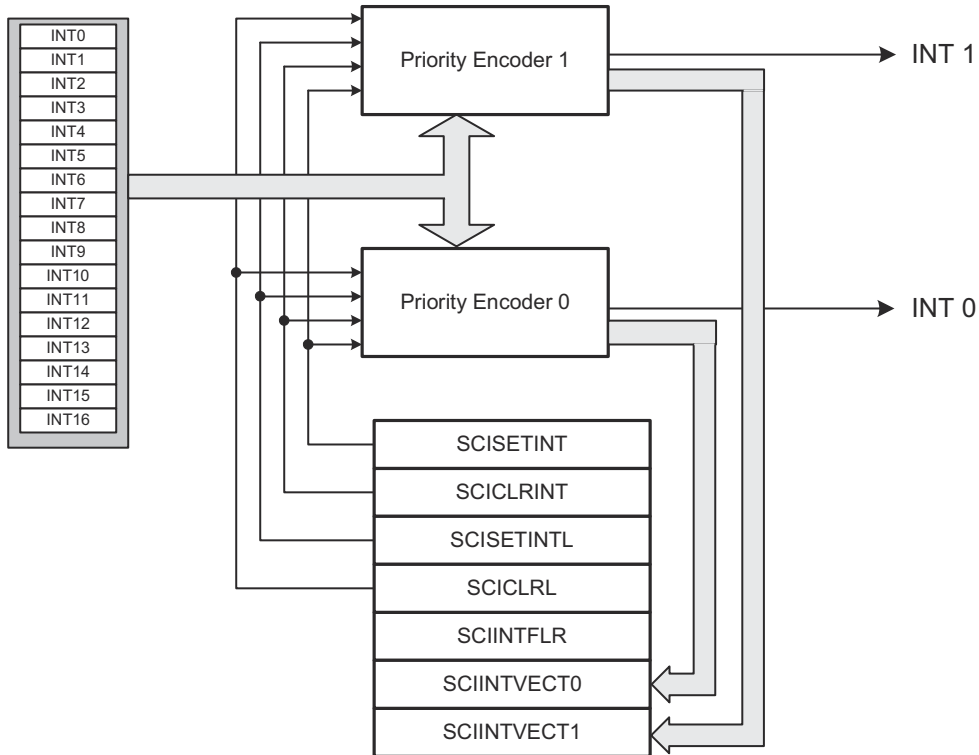 INT0
INT1
INT2
INT3
INT4
INT5
INT6
INT7
INT8
INT9
INT10
INT11
INT12
INT13
INT14
INT15
INT16
Priority Encoder 1
INT 1
Priority Encoder 0
INT 0
SCISETINT
SCICLRINT
SCISETINTL
SCICLRL
SCIINTFLR
SCIINTVECT0
SCIINTVECT1